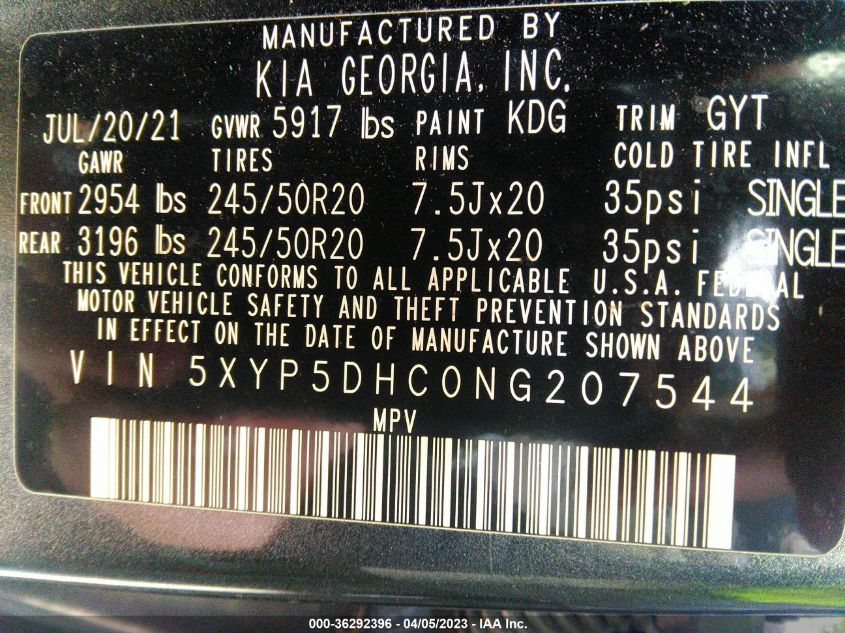 MANUFACTURED BY
KIA GEORGIA, INC.
JUL/20/21 GVWR 5917 lbs PAINT KDG TRIM GYT
GAWR TIRES RIMS COLD TIRE INFL
FRONT 2954 lbs 245/50R20 7.5Jx20 35psi SINGLE
REAR 3196 lbs 245/50R20 7.5Jx20 35psi SINGLE
THIS VEHICLE CONFORMS TO ALL APPLICABLE U.S.A. FEDERAL
MOTOR VEHICLE SAFETY AND THEFT PREVENTION STANDARDS
IN EFFECT ON THE DATE OF MANUFACTURE SHOWN ABOVE
VIN 5XYP5DHC0NG207544
MPV
000-36292396 - 04/05/2023 - IAA Inc.